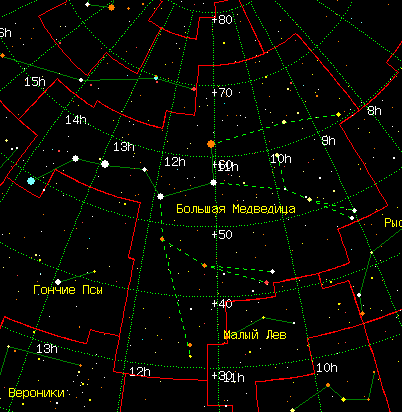 +80
5h
15h
+70
14h
8h
13h
9h
12h
+60
11h
10h
Большая Медведица
Рыс
+50
Гончие Псы
+40
Малый Лев
13h
12h
+30
11h
10h
Вероники